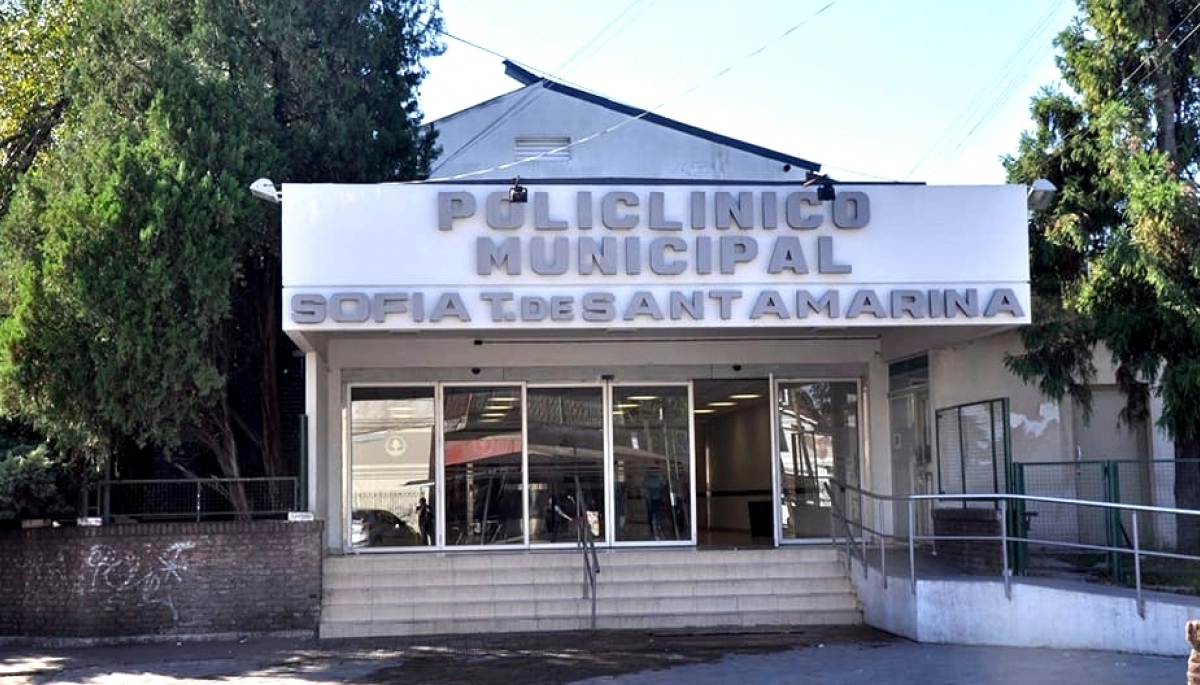 POLICLINICO
MUNICIPAL
SOFIA T. DE SANTAMARINA